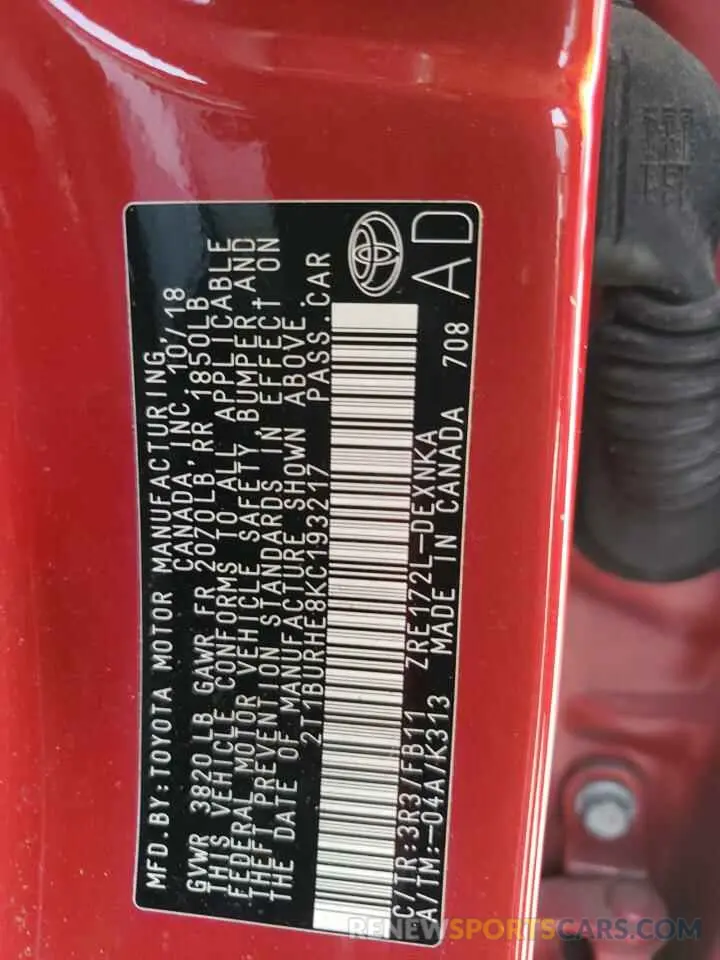 MFD.BY:TOYOTA MOTOR MANUFACTURING,
CANADA,INC. 10/18
GVWR 3820LB GAWR FR 2070LB RR 1850LB
THIS VEHICLE CONFORMS TO ALL APPLICABLE
FEDERAL MOTOR VEHICLE SAFETY, BUMPER, AND
THEFT PREVENTION STANDARDS IN EFFECT ON
THE DATE OF MANUFACTURE SHOWN ABOVE.
2T1BURHE8KC193217 PASS.CAR
C/TR:3R3/FB11 ZRE172L-DEXNKA 708
A/TM:-04A/K313 MADE IN CANADA
AD
RENEWSPORTSCARS.COM